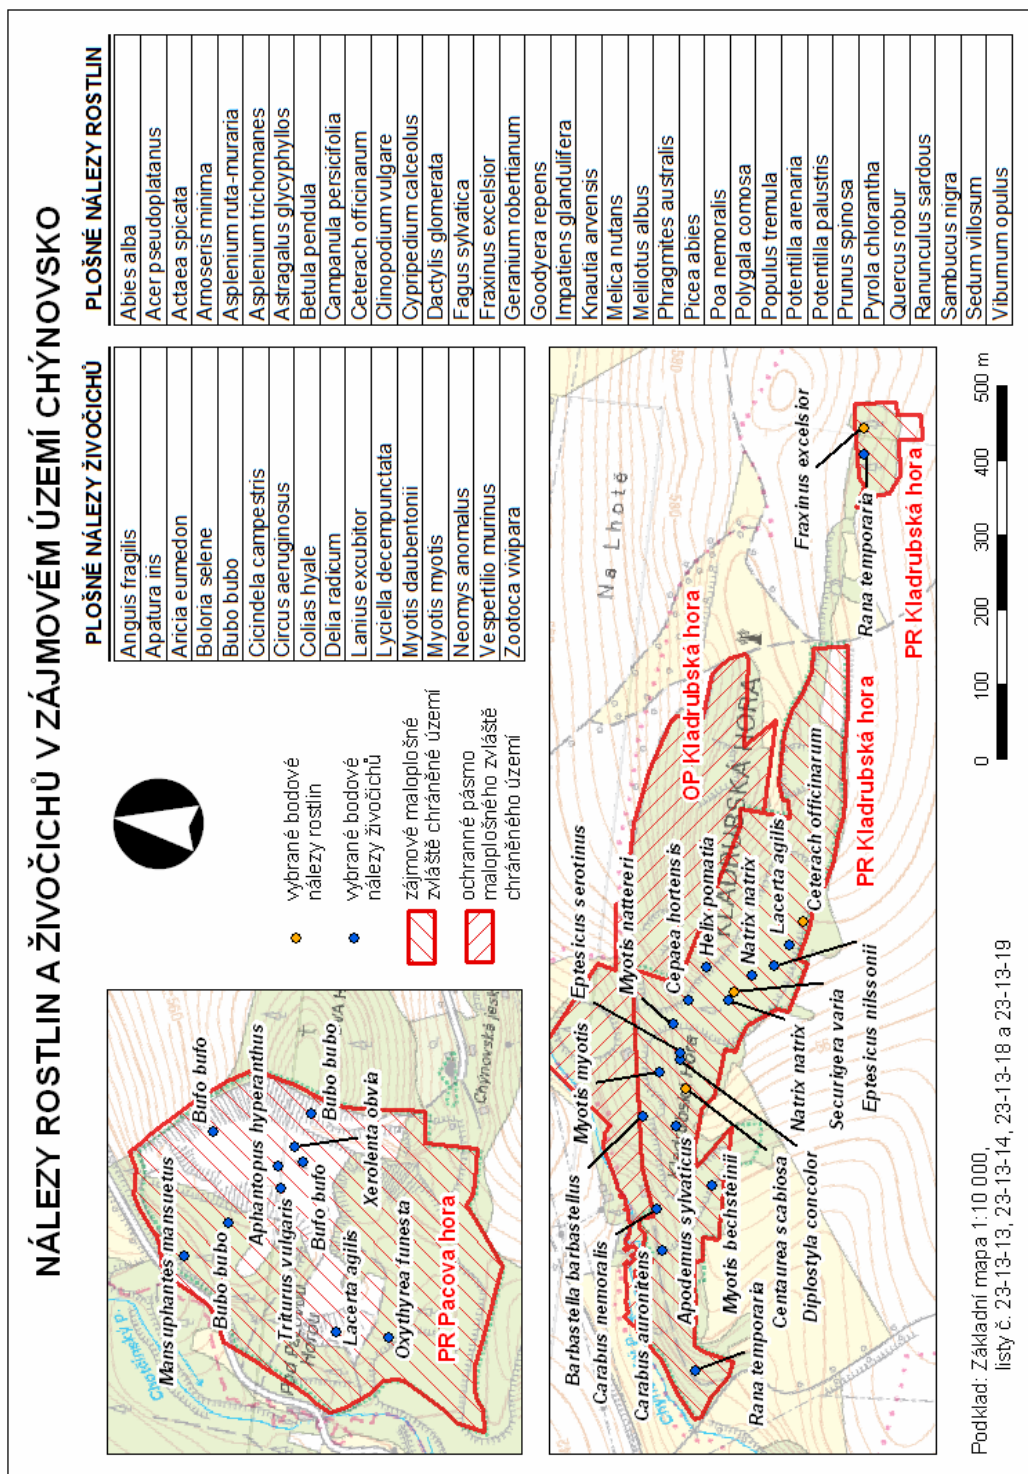 NÁLEZY ROSTLIN A ŽIVOČICHŮ V ZÁJMOVÉM ÚZEMÍ CHÝNOVSKO
Mansuphantes mansuetus
Bufo bufo
Bubo bubo
Aphantopus hyperanthus
Triturus vulgaris
Bubo bubo
Bufo bufo
Xerolenta obvia
Lacerta agilis
Oxythyrea funesta
PR Pacova hora
Chotčinský p.
Chýnovská jesk
vybrané bodové
nálezy rostlin
vybrané bodové
nálezy živočichů
zájmové maloplošné
zvláště chráněné území
ochranné pásmo
maloplošného zvláště
chráněného území
PLOŠNÉ NÁLEZY ŽIVOČICHŮ
Anguis fragilis
Apatura iris
Aricia eumedon
Boloria selene
Bubo bubo
Cicindela campestris
Circus aeruginosus
Colias hyale
Delia radicum
Lanius excubitor
Lyciella decempunctata
Myotis daubentonii
Myotis myotis
Neomys anomalus
Vespertilio murinus
Zootoca vivipara
PLOŠNÉ NÁLEZY ROSTLIN
Abies alba
Acer pseudoplatanus
Actaea spicata
Arnoseris minima
Asplenium ruta-muraria
Asplenium trichomanes
Astragalus glycyphyllos
Betula pendula
Campanula persicifolia
Ceterach officinarum
Clinopodium vulgare
Cypripedium calceolus
Dactylis glomerata
Fagus sylvatica
Fraxinus excelsior
Geranium robertianum
Goodyera repens
Impatiens glandulifera
Knautia arvensis
Melica nutans
Melilotus albus
Phragmites australis
Picea abies
Poa nemoralis
Polygala comosa
Populus tremula
Potentilla arenaria
Potentilla palustris
Prunus spinosa
Pyrola chlorantha
Quercus robur
Ranunculus sardous
Sambucus nigra
Sedum villosum
Viburnum opulus
Eptesicus serotinus
Myotis nattereri
Myotis myotis
Cepaea hortensis
Helix pomatia
Natrix natrix
Lacerta agilis
Ceterach officinarum
Barbastella barbastellus
Carabus nemoralis
Carabus auronitens
Apodemus sylvaticus
Myotis bechsteinii
Rana temporaria
Centaurea scabiosa
Diplostyla concolor
Natrix natrix
Securigera varia
Eptesicus nilssonii
OP Kladrubská hora
KLADRUBSKÁ HORA
PR Kladrubská hora
Na Lhotě
580
580
Fraxinus excelsior
Rana temporaria
PR Kladrubská hora
0 100 200 300 400 500 m
Podklad: Základní mapa 1:10 000,
listy č. 23-13-13, 23-13-14, 23-13-18 a 23-13-19